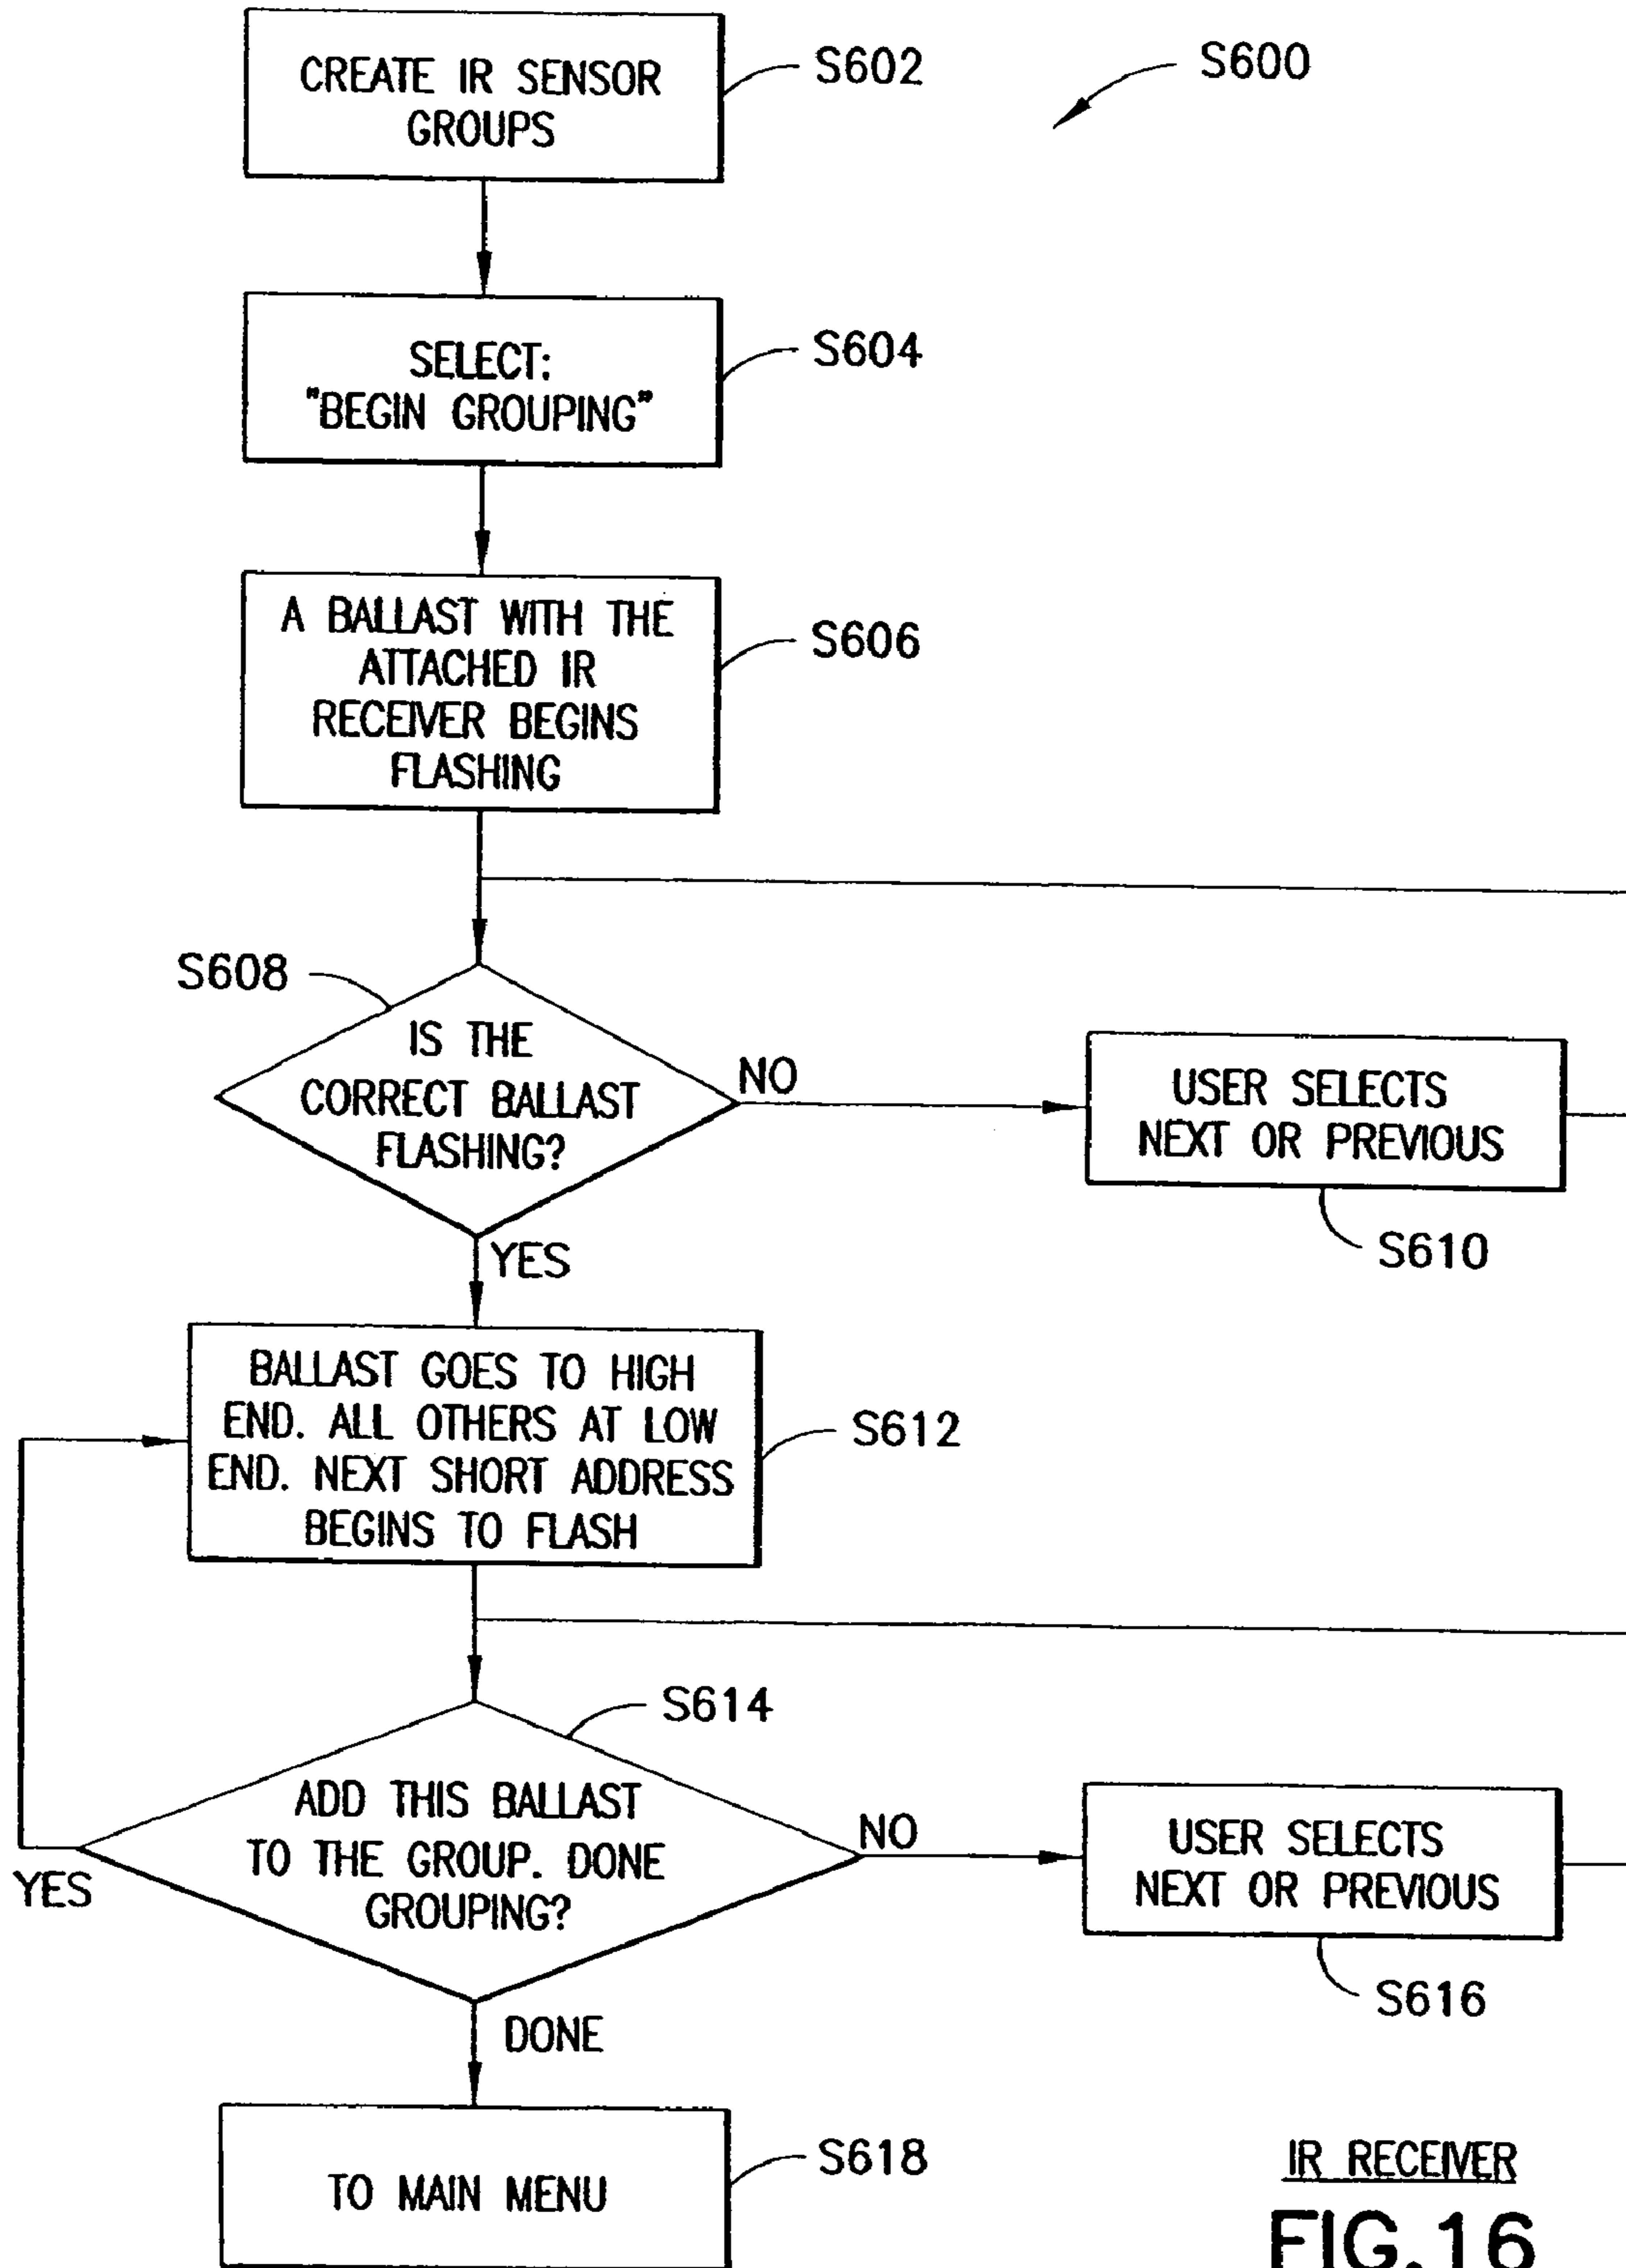 CREATE IR SENSOR
GROUPS
S602
S600
SELECT:
"BEGIN GROUPING"
S604
A BALLAST WITH THE
ATTACHED IR
RECEIVER BEGINS
FLASHING
S606
S608
IS THE
CORRECT BALLAST
FLASHING?
NO
USER SELECTS
NEXT OR PREVIOUS
S610
YES
BALLAST GOES TO HIGH
END. ALL OTHERS AT LOW
END. NEXT SHORT ADDRESS
BEGINS TO FLASH
S612
S614
ADD THIS BALLAST
TO THE GROUP. DONE
GROUPING?
YES
NO
USER SELECTS
NEXT OR PREVIOUS
S616
DONE
TO MAIN MENU
S618
IR RECEIVER
FIG.16